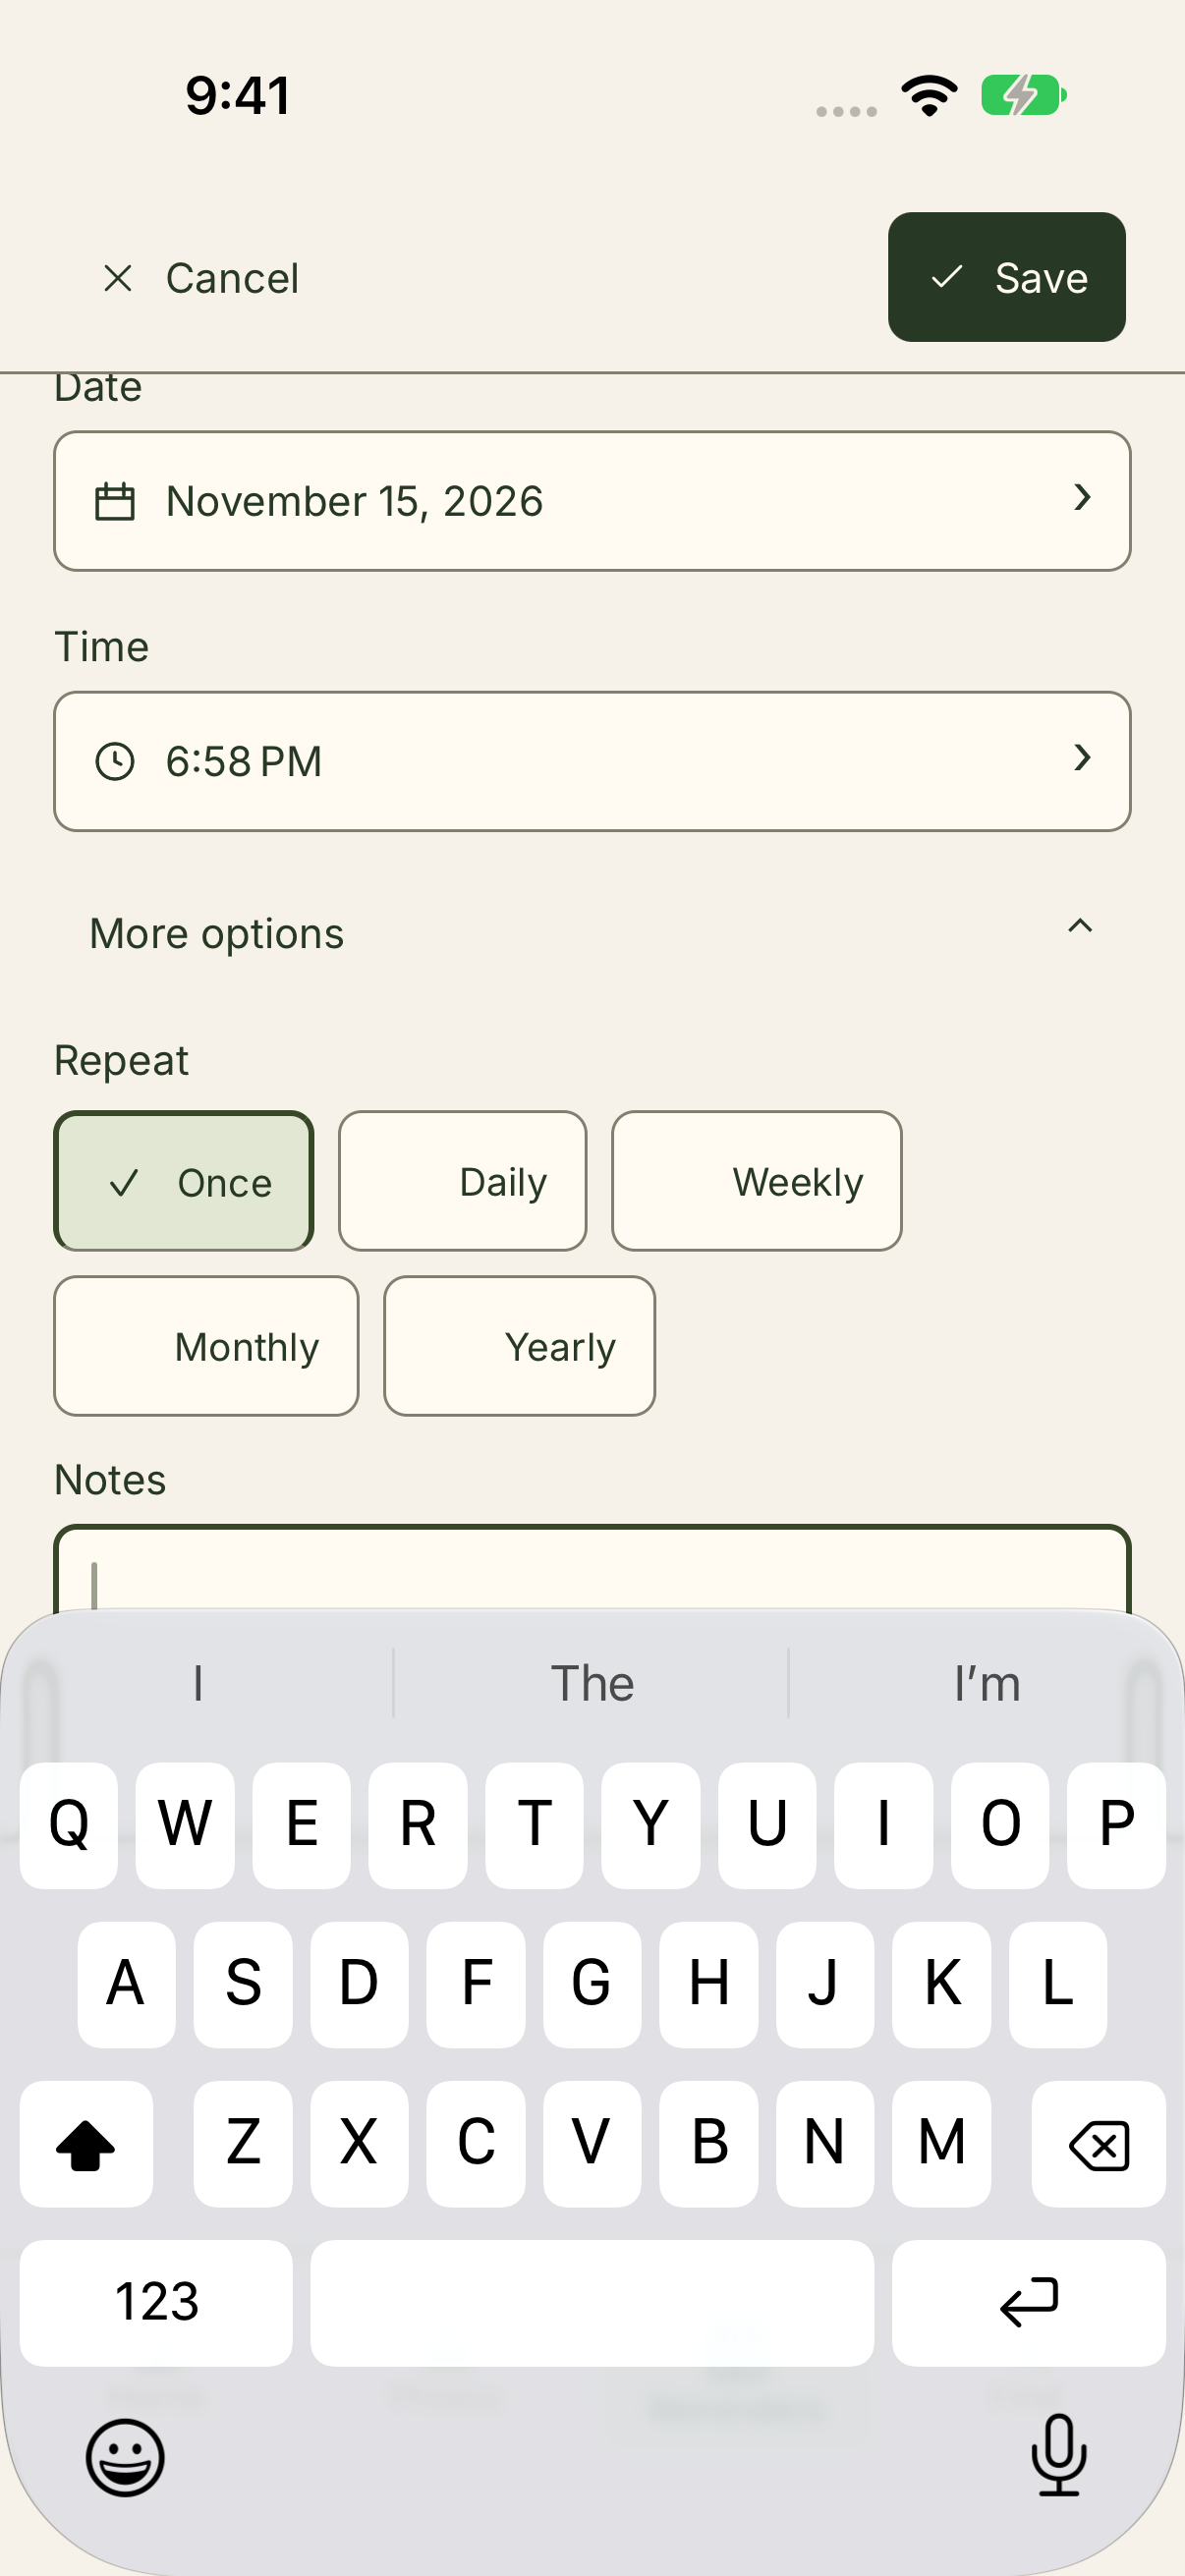 9:41
Cancel
Save
Date
November 15, 2026
Time
6:58 PM
More options
Repeat
Once Daily Weekly
Monthly Yearly
Notes
I The I’m
Q W E R T Y U I O P
A S D F G H J K L
Z X C V B N M
123